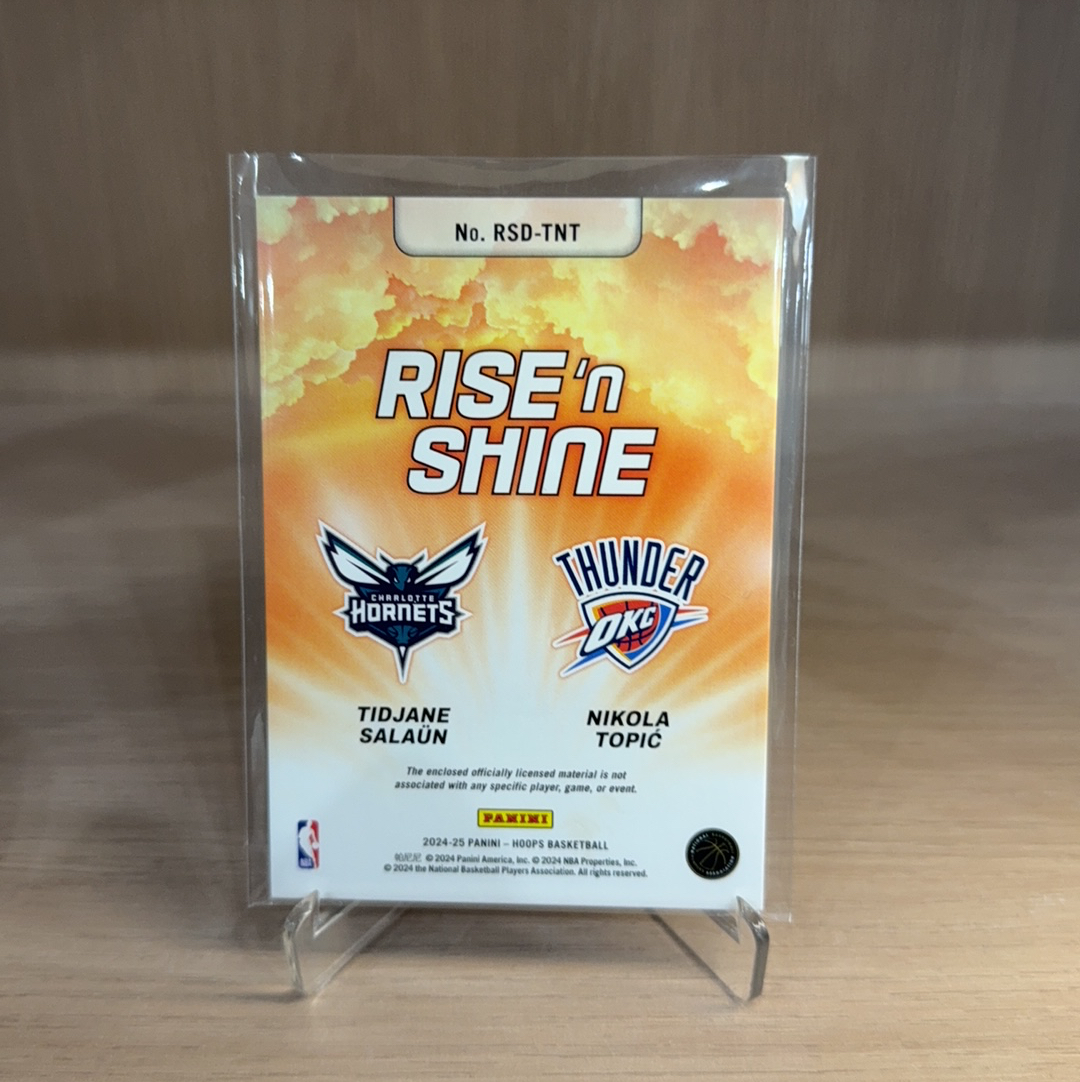 No. RSD-TNT
RISE 'n
SHINE
CHARLOTTE
HORNETS
THUNDER
OKC
TIDJANE
SALAÜN
NIKOLA
TOPIĆ
The enclosed officially licensed material is not
associated with any specific player, game, or event.
PANINI
2024-25 PANINI – HOOPS BASKETBALL
© 2024 Panini America, Inc. © 2024 NBA Properties, Inc.
© 2024 the National Basketball Players Association. All rights reserved.
NBA